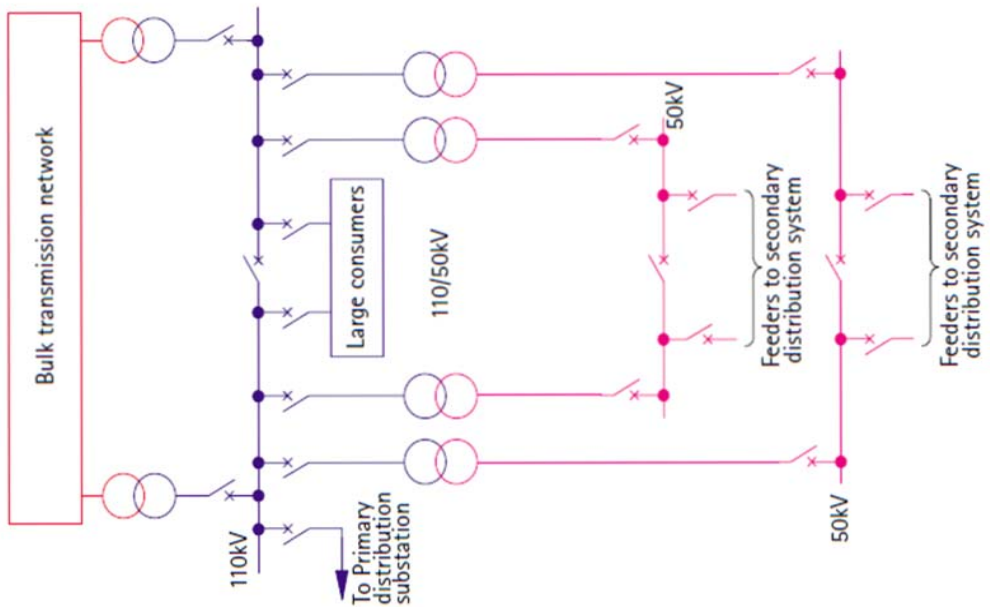 Bulk transmission network
110kV
To Primary
distribution
substation
Large consumers
110/50kV
50kV
Feeders to secondary
distribution system
50kV
Feeders to secondary
distribution system